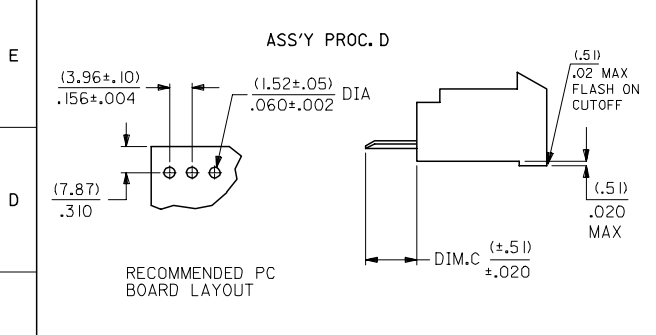 E
D
ASS'Y PROC. D
(3.96±.10)
.156±.004
(1.52±.05)
.060±.002 DIA
(7.87)
.310
RECOMMENDED PC
BOARD LAYOUT
(.51)
.02 MAX
FLASH ON
CUTOFF
(.51)
.020
MAX
DIM.C (±.51)
±.020